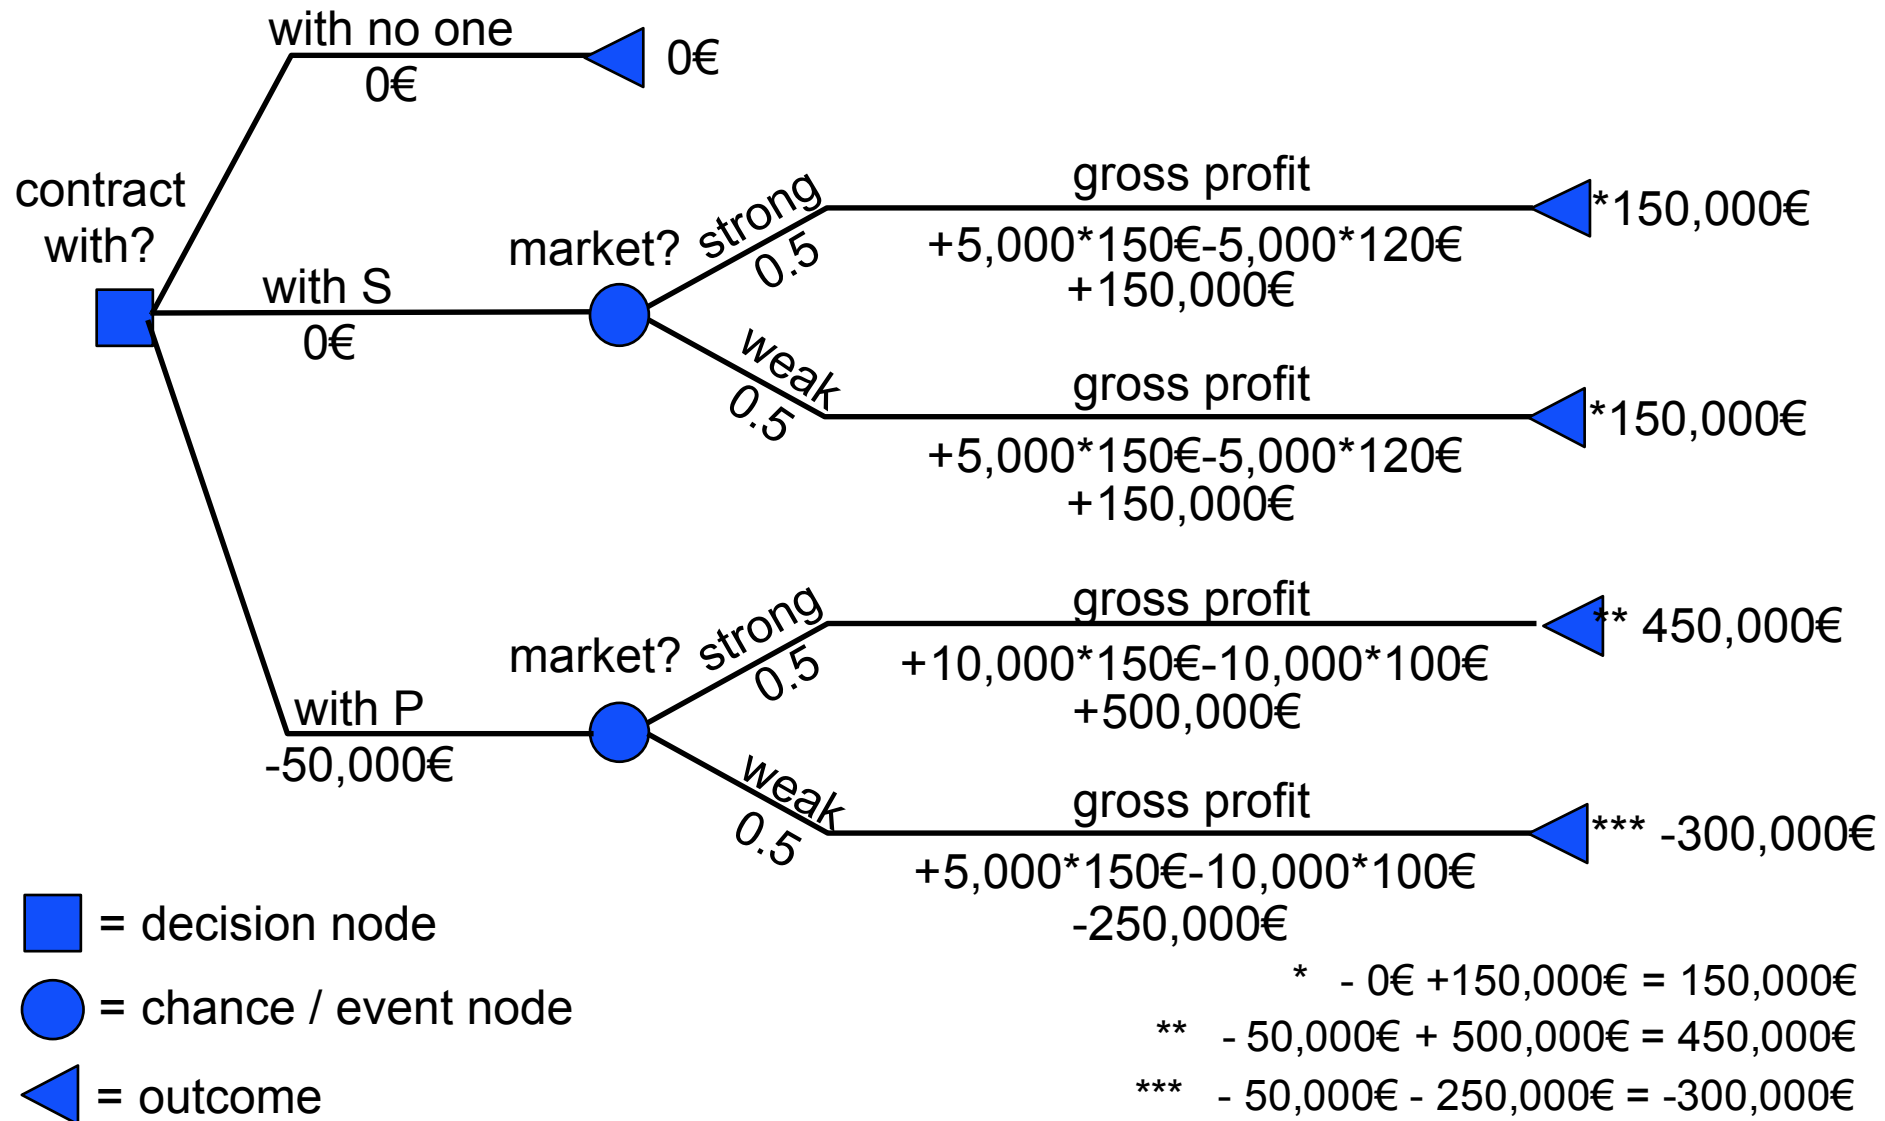 with no one
0€
0€
contract
with?
with S
0€
market?
strong
0.5
gross profit
+5,000*150€-5,000*120€
+150,000€
*150,000€
weak
0.5
gross profit
+5,000*150€-5,000*120€
+150,000€
*150,000€
with P
-50,000€
market?
strong
0.5
gross profit
+10,000*150€-10,000*100€
+500,000€
** 450,000€
weak
0.5
gross profit
+5,000*150€-10,000*100€
-250,000€
*** -300,000€
= decision node
= chance / event node
= outcome
* - 0€ +150,000€ = 150,000€
** - 50,000€ + 500,000€ = 450,000€
*** - 50,000€ - 250,000€ = -300,000€